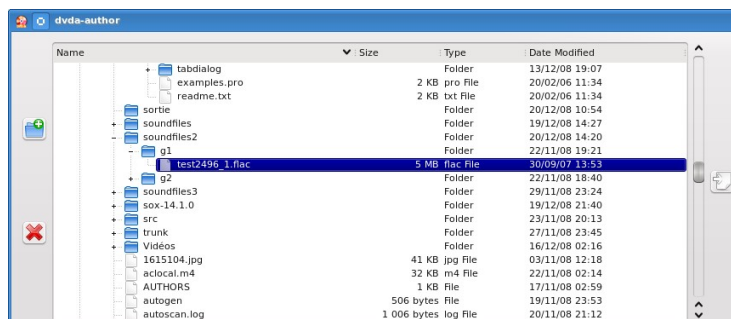 dvda-author
Name Size Type Date Modified
tabdialog Folder 13/12/08 19:07
examples.pro 2 KB pro File 20/02/06 11:34
readme.txt 2 KB txt File 20/02/06 11:34
sortie Folder 20/12/08 10:54
soundfiles Folder 19/12/08 14:27
soundfiles2 Folder 20/12/08 14:20
g1 Folder 22/11/08 19:21
test2496_1.flac 5 MB flac File 30/09/07 13:53
g2 Folder 22/11/08 18:40
soundfiles3 Folder 29/11/08 23:24
sox-14.1.0 Folder 19/12/08 21:40
src Folder 23/11/08 20:13
trunk Folder 27/11/08 23:45
Vidéos Folder 16/12/08 02:16
1615104.jpg 41 KB jpg File 03/11/08 12:18
aclocal.m4 32 KB m4 File 22/11/08 02:14
AUTHORS 1 KB File 17/11/08 02:59
autogen 506 bytes File 19/11/08 23:53
autoscan.log 1 006 bytes log File 20/11/08 21:12